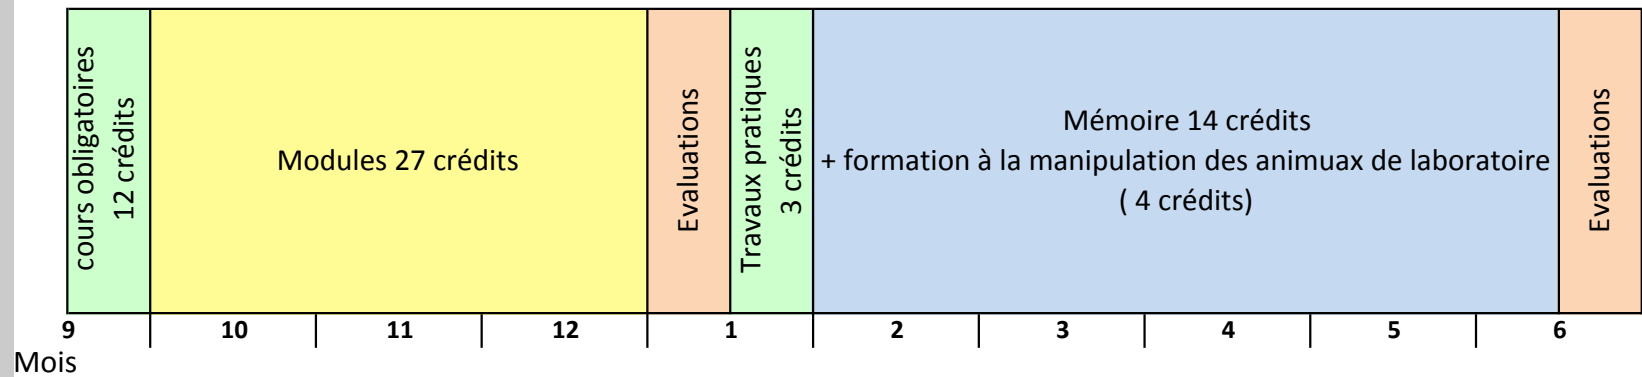 cours obligatoires
12 crédits
Modules 27 crédits
Evaluations
Travaux pratiques
3 crédits
Mémoire 14 crédits
+ formation à la manipulation des animuax de laboratoire
( 4 crédits)
Evaluations
9 10 11 12 1 2 3 4 5 6
Mois